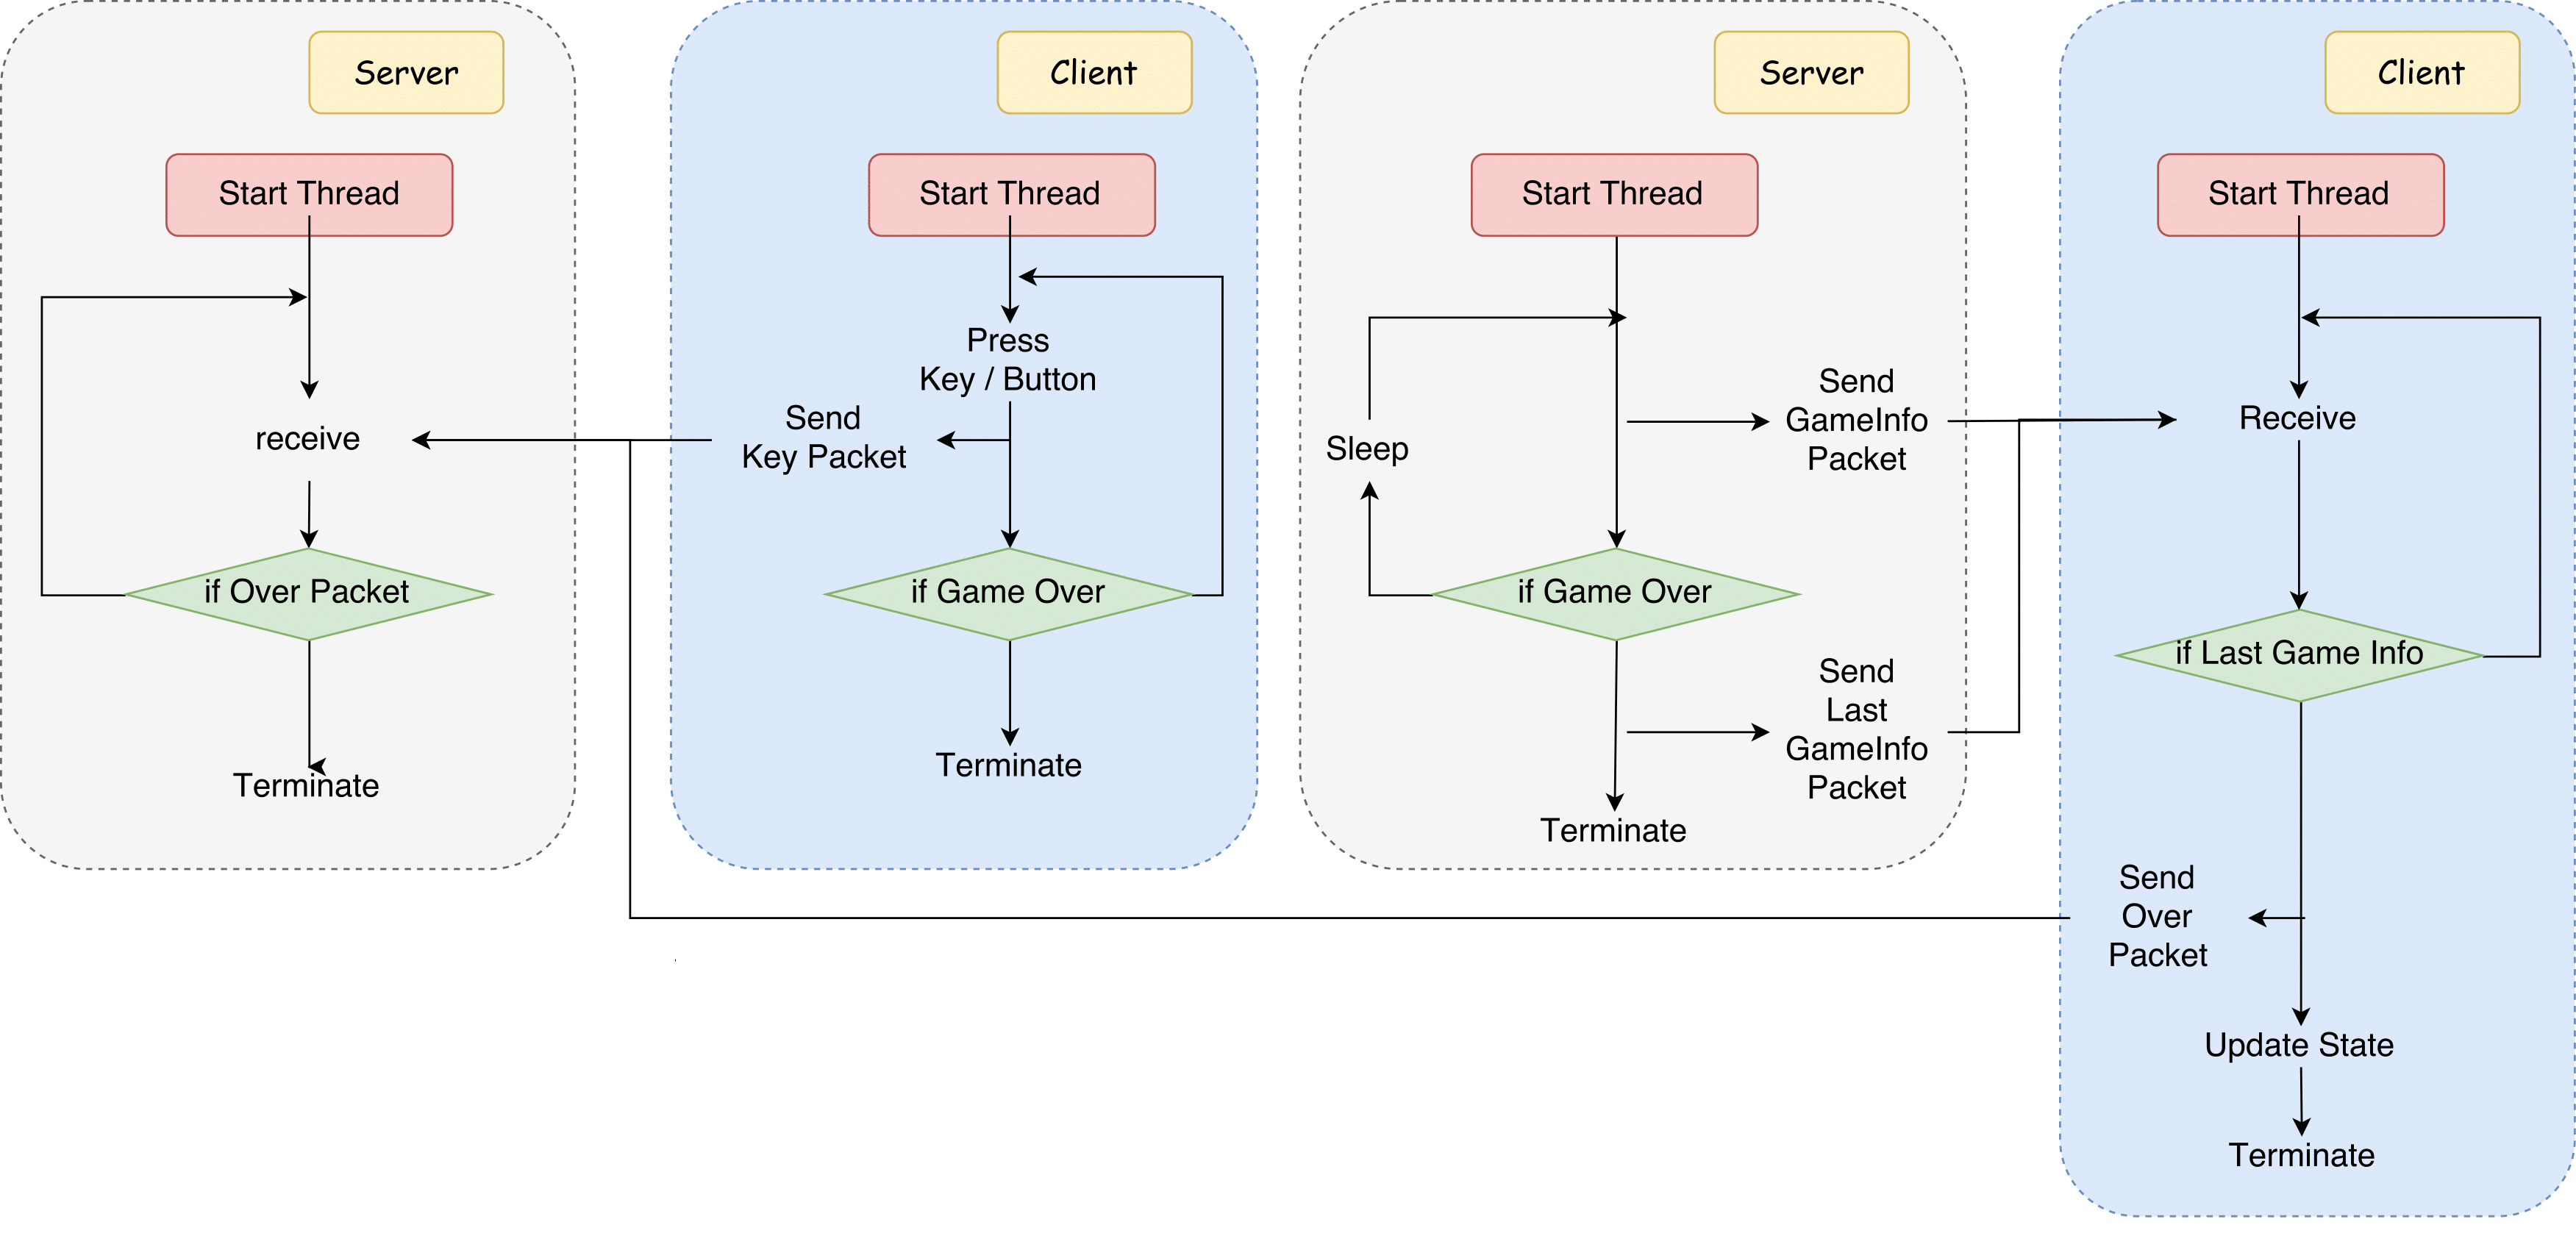 Server
Start Thread
receive
if Over Packet
Terminate
Client
Start Thread
Press
Key / Button
Send
Key Packet
if Game Over
Terminate
Server
Start Thread
Send
GameInfo
Packet
Sleep
if Game Over
Send
Last
GameInfo
Packet
Terminate
Client
Start Thread
Receive
if Last Game Info
Send
Over
Packet
Update State
Terminate